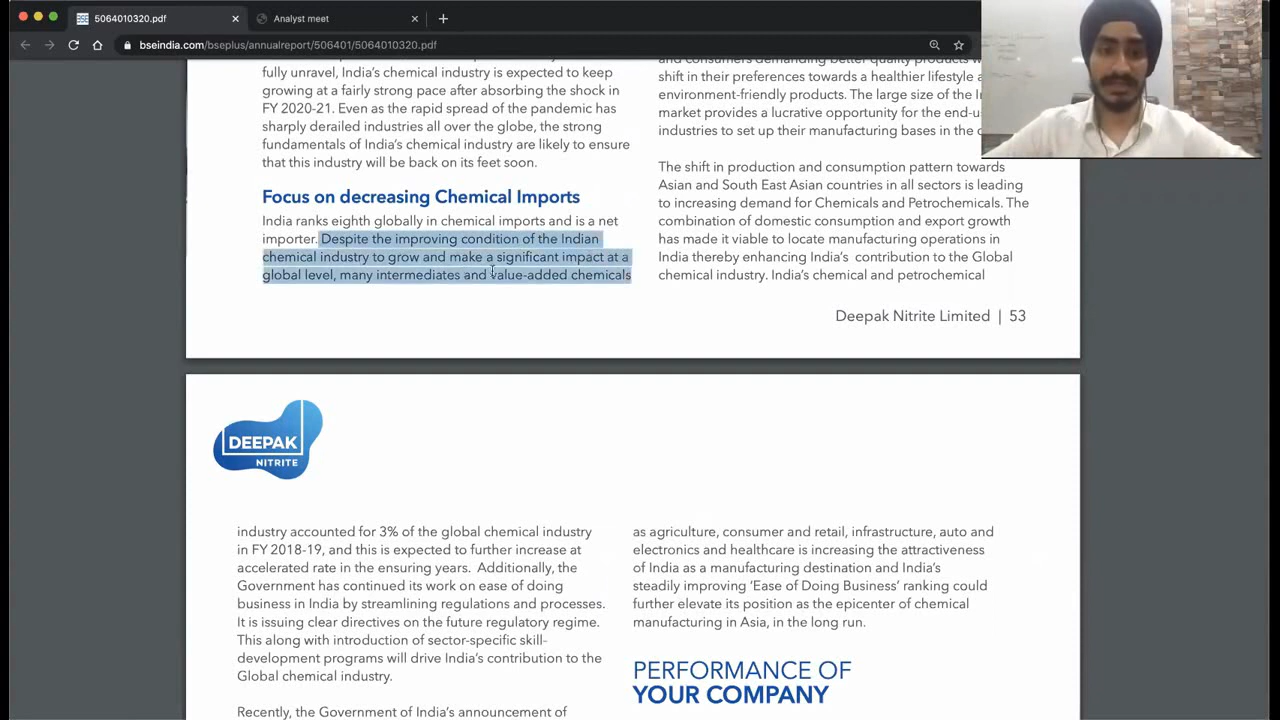 5064010320.pdf
Analyst meet
bseindia.com/bseplus/annualreport/506401/5064010320.pdf
fully unravel, India's chemical industry is expected to keep
growing at a fairly strong pace after absorbing the shock in
FY 2020-21. Even as the rapid spread of the pandemic has
sharply derailed industries all over the globe, the strong
fundamentals of India's chemical industry are likely to ensure
that this industry will be back on its feet soon.
Focus on decreasing Chemical Imports
India ranks eighth globally in chemical imports and is a net
importer. Despite the improving condition of the Indian
chemical industry to grow and make a significant impact at a
global level, many intermediates and value-added chemicals
and consumers demanding better quality products
shift in their preferences towards a healthier lifestyle
environment-friendly products. The large size of the
market provides a lucrative opportunity for the end-
industries to set up their manufacturing bases in the
The shift in production and consumption pattern towards
Asian and South East Asian countries in all sectors is leading
to increasing demand for Chemicals and Petrochemicals. The
combination of domestic consumption and export growth
has made it viable to locate manufacturing operations in
India thereby enhancing India's contribution to the Global
chemical industry. India's chemical and petrochemical
Deepak Nitrite Limited | 53
DEEPAK
NITRITE
industry accounted for 3% of the global chemical industry
in FY 2018-19, and this is expected to further increase at
accelerated rate in the ensuring years. Additionally, the
Government has continued its work on ease of doing
business in India by streamlining regulations and processes.
It is issuing clear directives on the future regulatory regime.
This along with introduction of sector-specific skill-
development programs will drive India's contribution to the
Global chemical industry.
Recently, the Government of India's announcement of
as agriculture, consumer and retail, infrastructure, auto and
electronics and healthcare is increasing the attractiveness
of India as a manufacturing destination and India's
steadily improving 'Ease of Doing Business' ranking could
further elevate its position as the epicenter of chemical
manufacturing in Asia, in the long run.
PERFORMANCE OF
YOUR COMPANY